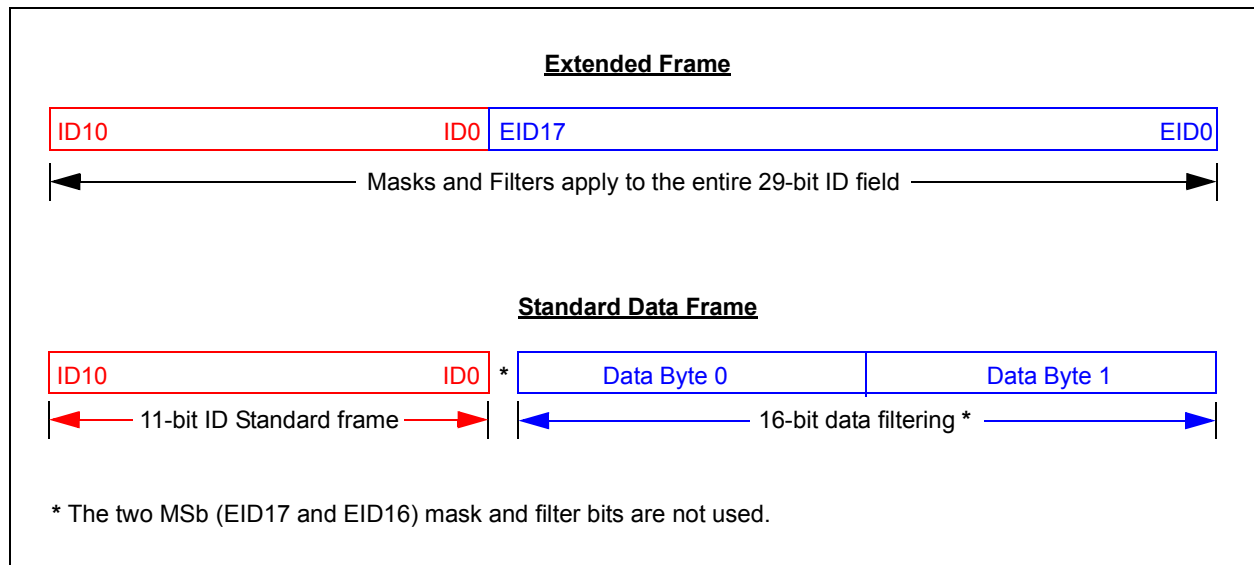 Extended Frame
ID10 ID0 EID17 EID0
Masks and Filters apply to the entire 29-bit ID field
Standard Data Frame
ID10 ID0 * Data Byte 0 Data Byte 1
11-bit ID Standard frame 16-bit data filtering *
* The two MSb (EID17 and EID16) mask and filter bits are not used.